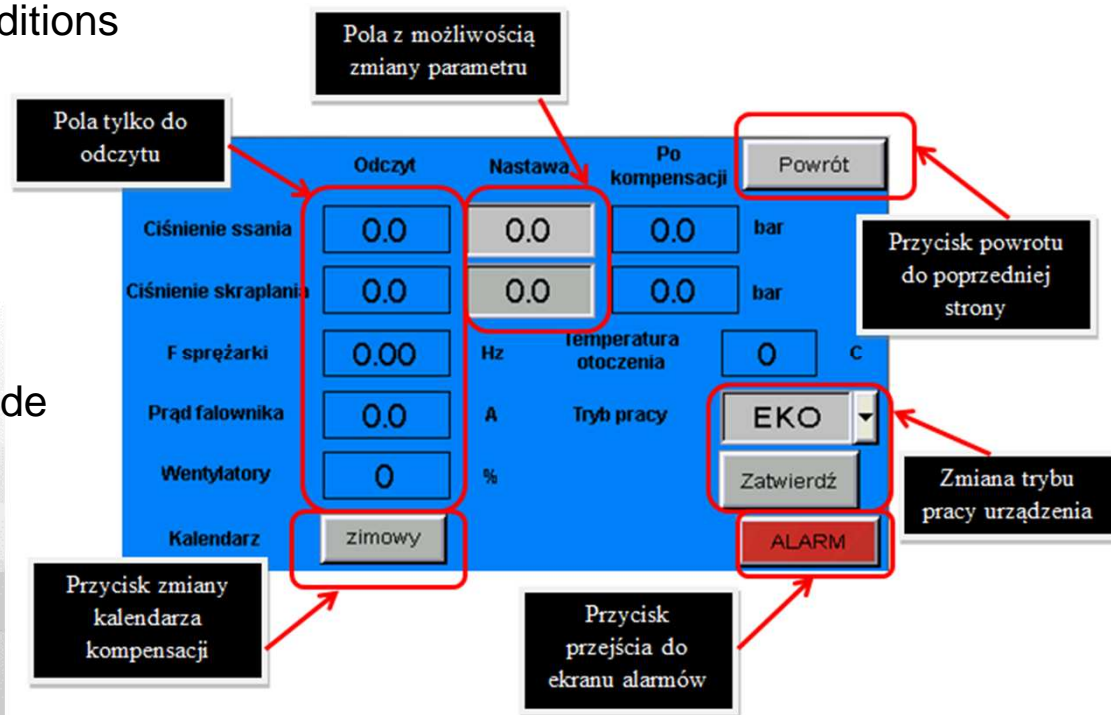 ditions
Pola z możliwością
zmiany parametru
Pola tylko do
odczytu
Odczyt
Nastawa
Po
kompensacji
Powrót
Ciśnienie ssania
0.0
0.0
0.0
bar
Przycisk powrotu
do poprzedniej
strony
Ciśnienie skraplania
0.0
0.0
0.0
bar
F sprężarki
0.00
Hz
Temperatura
otoczenia
0
C
de
Prąd falownika
0.0
A
Tryb pracy
EKO
Wentylatory
0
%
Zatwierdź
Zmiana trybu
pracy urządzenia
Kalendarz
zimowy
ALARM
Przycisk zmiany
kalendarza
kompensacji
Przycisk
przejścia do
ekranu alarmów